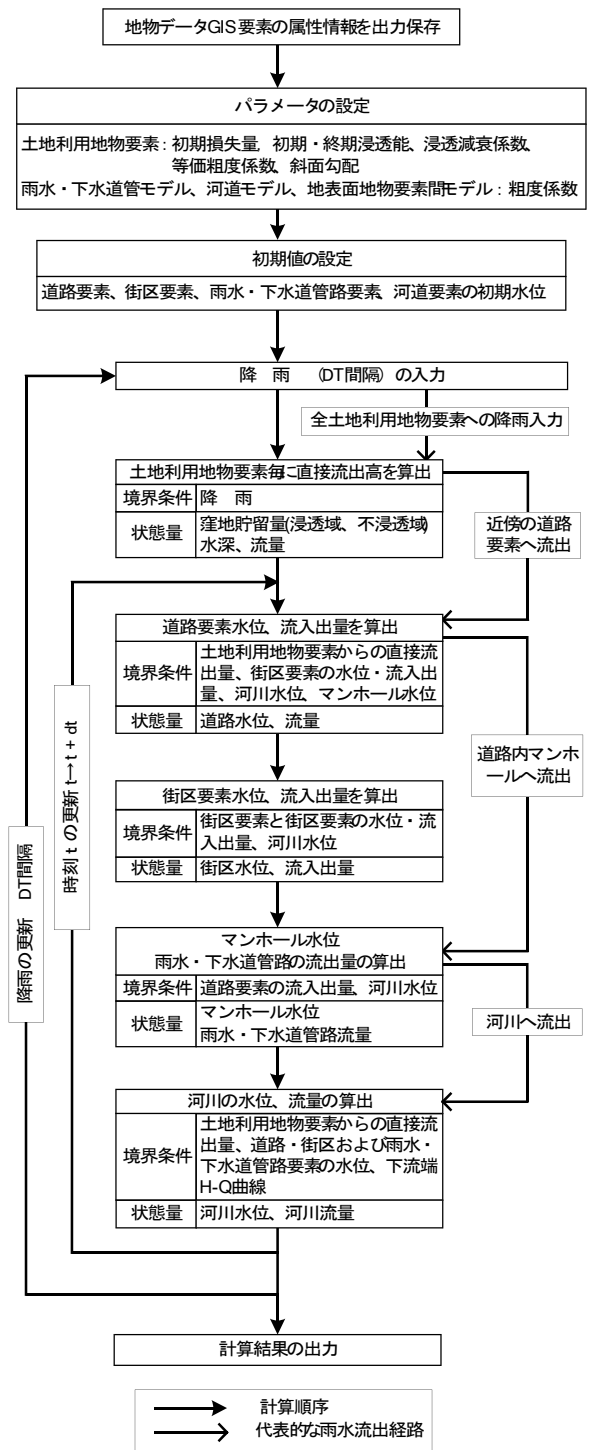 地物データGIS要素の属性情報を出力保存
パラメータの設定
土地利用地物要素：初期損失量、初期・終期浸透能、浸透減衰係数、
等価粗度係数、斜面勾配
雨水・下水道管モデル、河道モデル、地表面地物要素間モデル：粗度係数
初期値の設定
道路要素、街区要素、雨水・下水道管路要素、河道要素の初期水位
降　雨　（DT間隔）の入力
全土地利用地物要素への降雨入力
土地利用地物要素毎に直接流出高を算出
境界条件　降　雨
状態量　窪地貯留量(浸透域、不浸透域)
水深、流量
近傍の道路
要素へ流出
道路要素水位、流入出量を算出
境界条件　土地利用地物要素からの直接流
出量、街区要素の水位・流入出
量、河川水位、マンホール水位
状態量　道路水位、流量
道路内マンホ
ールへ流出
街区要素水位、流入出量を算出
境界条件　街区要素と街区要素の水位・流
入出量、河川水位
状態量　街区水位、流入出量
マンホール水位
雨水・下水道管路の流出量の算出
境界条件　道路要素の流入出量、河川水位
状態量　マンホール水位
雨水・下水道管路流量
河川へ流出
河川の水位、流量の算出
境界条件　土地利用地物要素からの直接流
出量、道路・街区および雨水・
下水道管路要素の水位、下流端
H-Q曲線
状態量　河川水位、河川流量
時刻 t の更新 t→t + dt
降雨の更新　DT間隔
計算結果の出力
計算順序
代表的な雨水流出経路